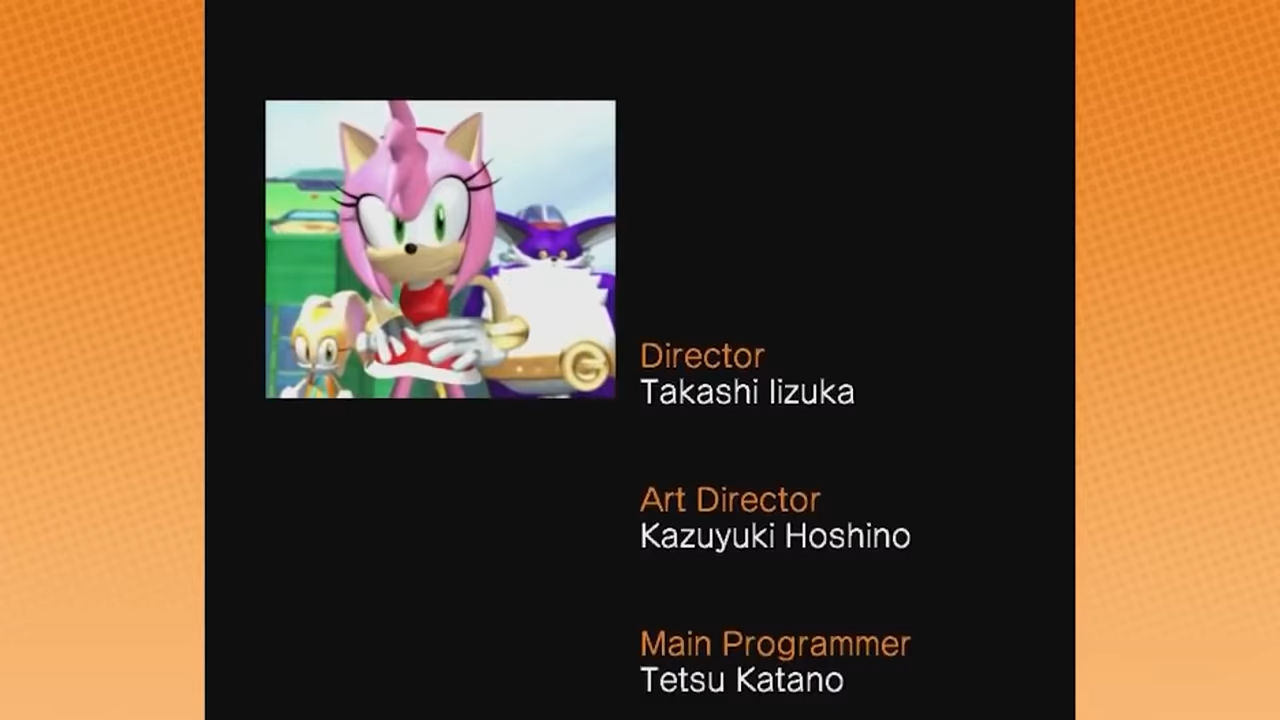 Director
Takashi Iizuka
Art Director
Kazuyuki Hoshino
Main Programmer
Tetsu Katano